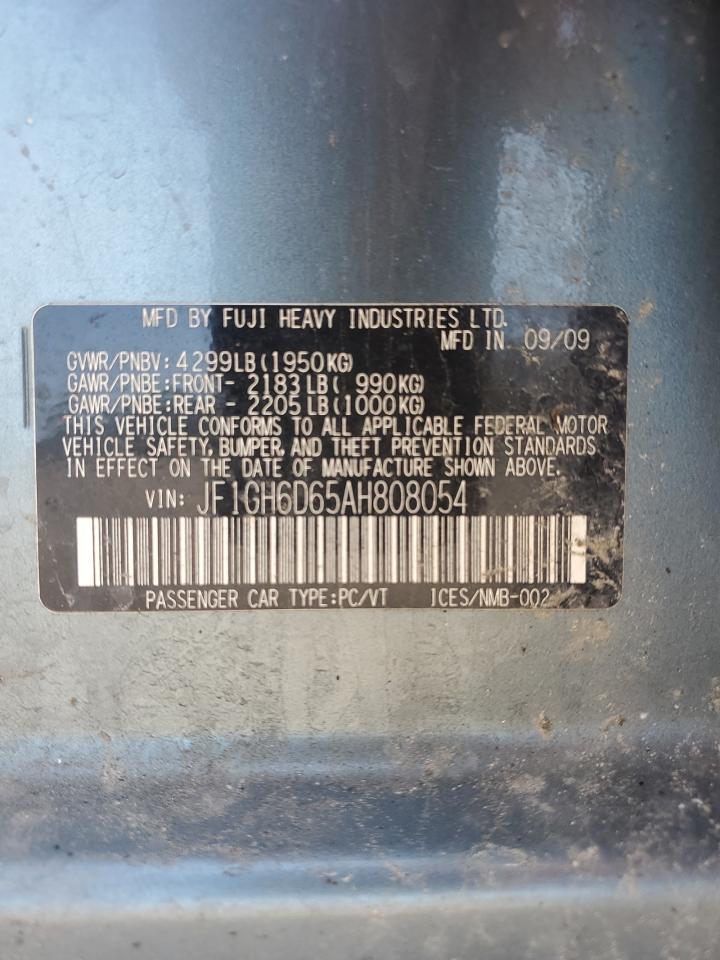 MFD BY FUJI HEAVY INDUSTRIES LTD.
MFD IN 09/09
GVWR/PNBV: 4299LB(1950KG)
GAWR/PNBE:FRONT- 2183LB( 990KG)
GAWR/PNBE:REAR - 2205LB(1000KG)
THIS VEHICLE CONFORMS TO ALL APPLICABLE FEDERAL MOTOR
VEHICLE SAFETY, BUMPER, AND THEFT PREVENTION STANDARDS
IN EFFECT ON THE DATE OF MANUFACTURE SHOWN ABOVE.
VIN: JF1GH6D65AH808054
PASSENGER CAR TYPE:PC/VT ICES/NMB-002